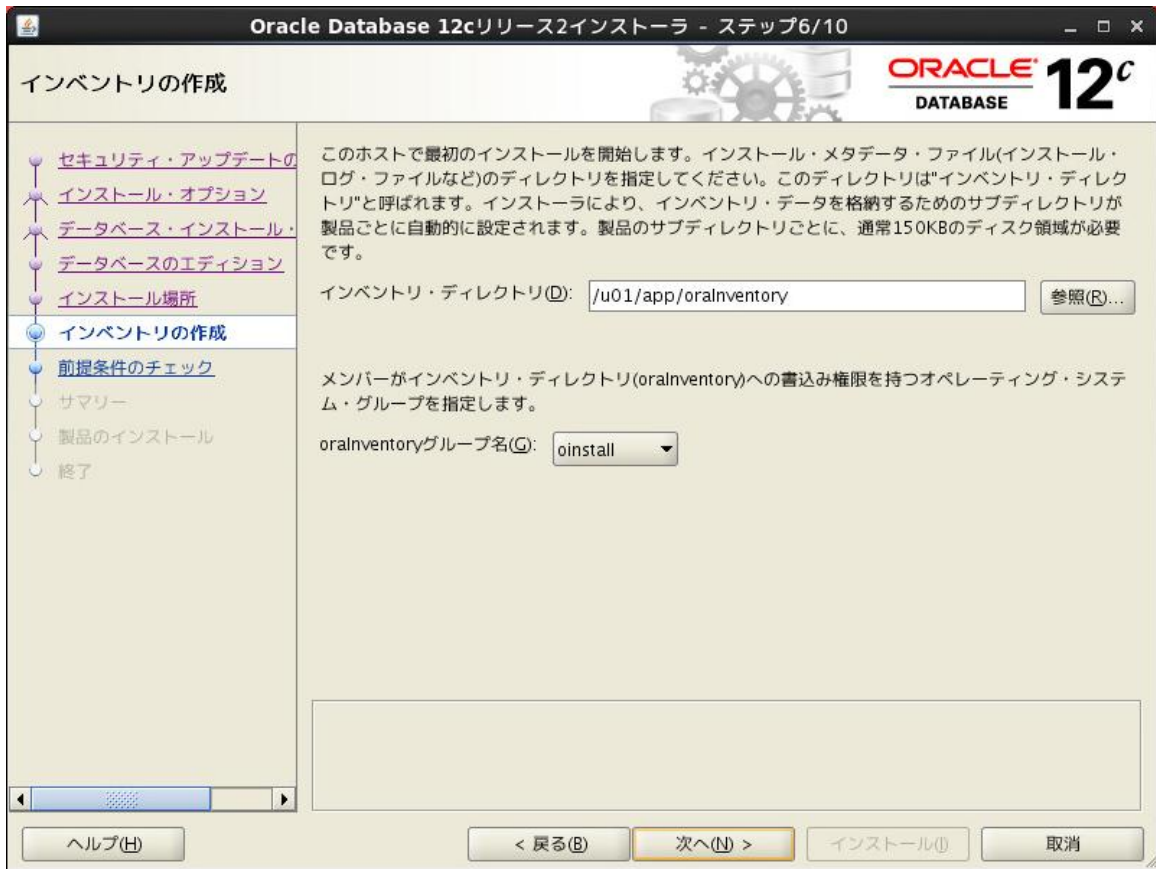 Oracle Database 12cリリース2インストーラ - ステップ6/10
インベントリの作成
ORACLE
DATABASE
12c
セキュリティ・アップデートの
インストール・オプション
データベース・インストール・
データベースのエディション
インストール場所
インベントリの作成
前提条件のチェック
サマリー
製品のインストール
終了
このホストで最初のインストールを開始します。インストール・メタデータ・ファイル(インストール・
ログ・ファイルなど)のディレクトリを指定してください。このディレクトリは"インベントリ・ディレク
トリ"と呼ばれます。インストーラにより、インベントリ・データを格納するためのサブディレクトリが
製品ごとに自動的に設定されます。製品のサブディレクトリごとに、通常150KBのディスク領域が必要
です。
インベントリ・ディレクトリ(D): /u01/app/oraInventory 参照(R)...
メンバーがインベントリ・ディレクトリ(oraInventory)への書込み権限を持つオペレーティング・システ
ム・グループを指定します。
oraInventoryグループ名(G): oinstall
ヘルプ(H) < 戻る(B) 次へ(N) > インストール(I) 取消